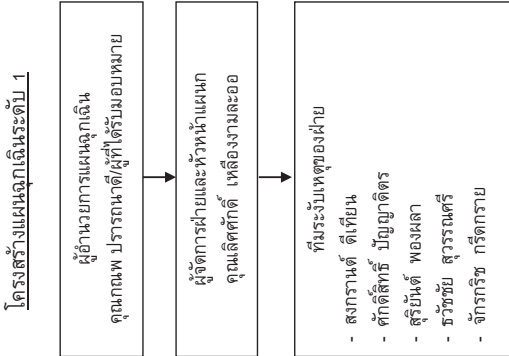 โครงสร้างแผนฉุกเฉินระดับ 1
ผู้อำนวยการแผนฉุกเฉิน
คุณภณพ ปรารถนาดี/ผู้ที่ได้รับมอบหมาย
ผู้จัดการฝ่ายและหัวหน้าแผนก
คุณเลิศศักดิ์ เหลืองงามละออ
ทีมระงับเหตุของฝ่าย
- สงกรานต์ ดีเทียน
- ศักดิ์สิทธิ์ ปัญญาดิตร
- สุริยันต์ พองผลา
- ธวัชชัย สุวรรณศรี
- จักรกริช กรีดกราย